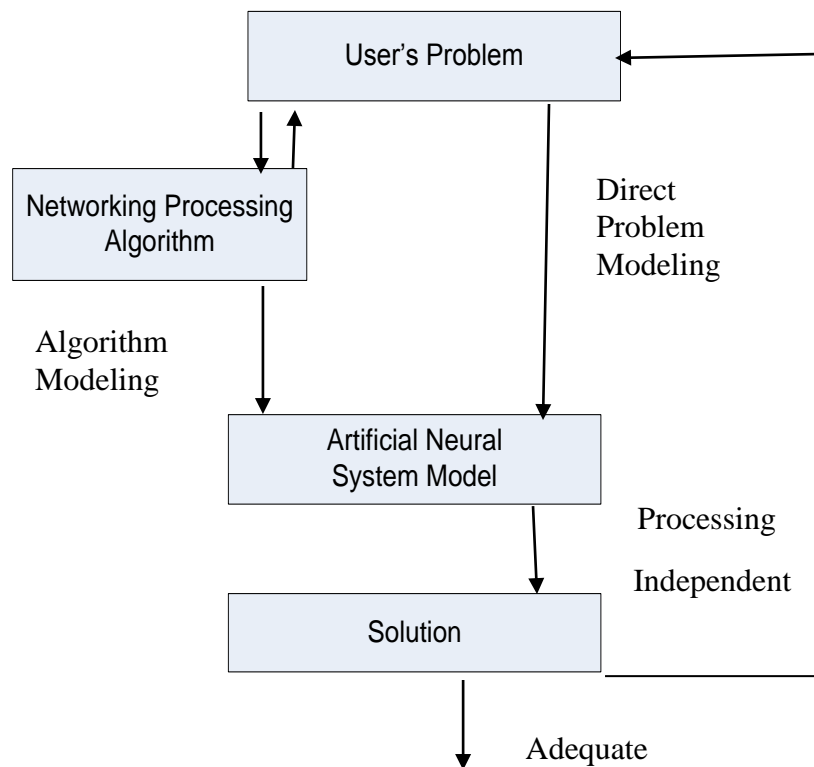 User’s Problem
Networking Processing
Algorithm
Direct
Problem
Modeling
Algorithm
Modeling
Artificial Neural
System Model
Processing
Independent
Solution
Adequate